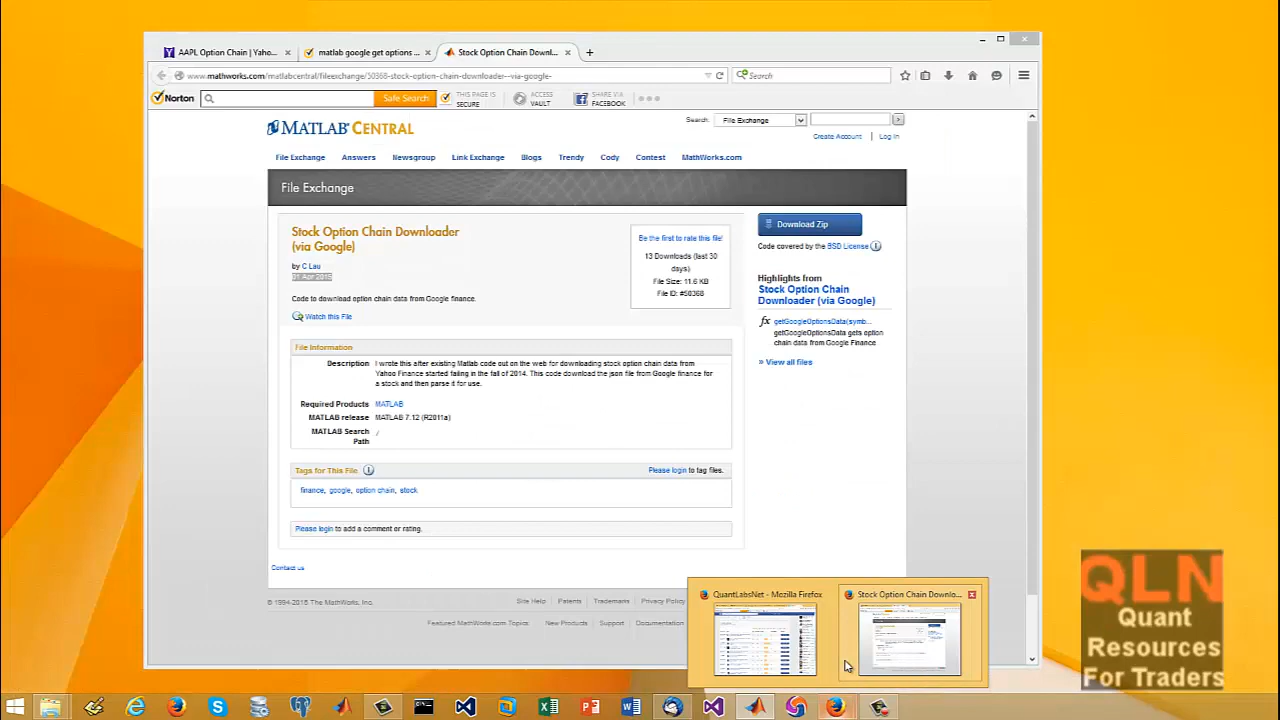 AAPL Option Chain | Yaho...
matlab google get options ...
Stock Option Chain Downl...
www.mathworks.com/matlabcentral/fileexchange/50368-stock-option-chain-downloader--via-google-
Search
Norton
Safe Search
THIS PAGE IS
SECURE
ACCESS
VAULT
SHARE VIA
FACEBOOK
MATLAB CENTRAL
Search: File Exchange
Create Account | Log In
File Exchange Answers Newsgroup Link Exchange Blogs Trendy Cody Contest MathWorks.com
File Exchange
Stock Option Chain Downloader
(via Google)
by C Lau
01 Apr 2015
Code to download option chain data from Google finance.
Watch this File
Be the first to rate this file!
13 Downloads (last 30
days)
File Size: 11.6 KB
File ID: #50368
Download Zip
Code covered by the BSD License
Highlights from
Stock Option Chain
Downloader (via Google)
fx getGoogleOptionsData(symb...
getGoogleOptionsData gets option
chain data from Google Finance
» View all files
File Information
Description I wrote this after existing Matlab code out on the web for downloading stock option chain data from
Yahoo Finance started failing in the fall of 2014. This code download the json file from Google finance for
a stock and then parse it for use.
Required Products MATLAB
MATLAB release MATLAB 7.12 (R2011a)
MATLAB Search /
Path
Tags for This File
Please login to tag files.
finance, google, option chain, stock
Please login to add a comment or rating.
Contact us
© 1994-2015 The MathWorks, Inc.
Site Help Patents Trademarks Privacy Policy
Featured MathWorks.com Topics: New Products Support Documentation
QuantLabsNet - Mozilla Firefox
Stock Option Chain Downlo...
QLN
Quant
Resources
For Traders